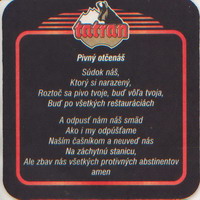 tatran
Pivný otčenáš
Súdok náš,
Ktorý si narazený,
Roztoč sa pivo tvoje, buď vôľa tvoja,
Buď po všetkých reštauráciách
A odpusť nám náš smäd
Ako i my odpúšťame
Našim čašníkom a neuveď nás
Na záchytnú stanicu,
Ale zbav nás všetkých protivných abstinentov
amen